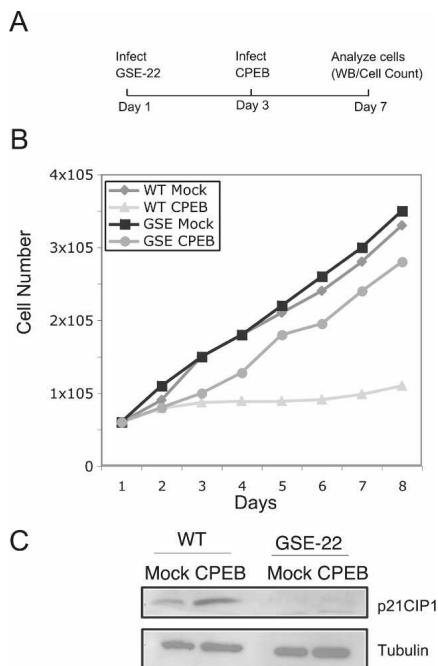 A
Infect GSE-22
Infect CPEB
Analyze cells (WB/Cell Count)
Day 1
Day 3
Day 7
B
4x105
3x105
2x105
1x105
0
Cell Number
WT Mock
WT CPEB
GSE Mock
GSE CPEB
1 2 3 4 5 6 7 8
Days
C
WT GSE-22
Mock CPEB Mock CPEB
p21CIP1
Tubulin